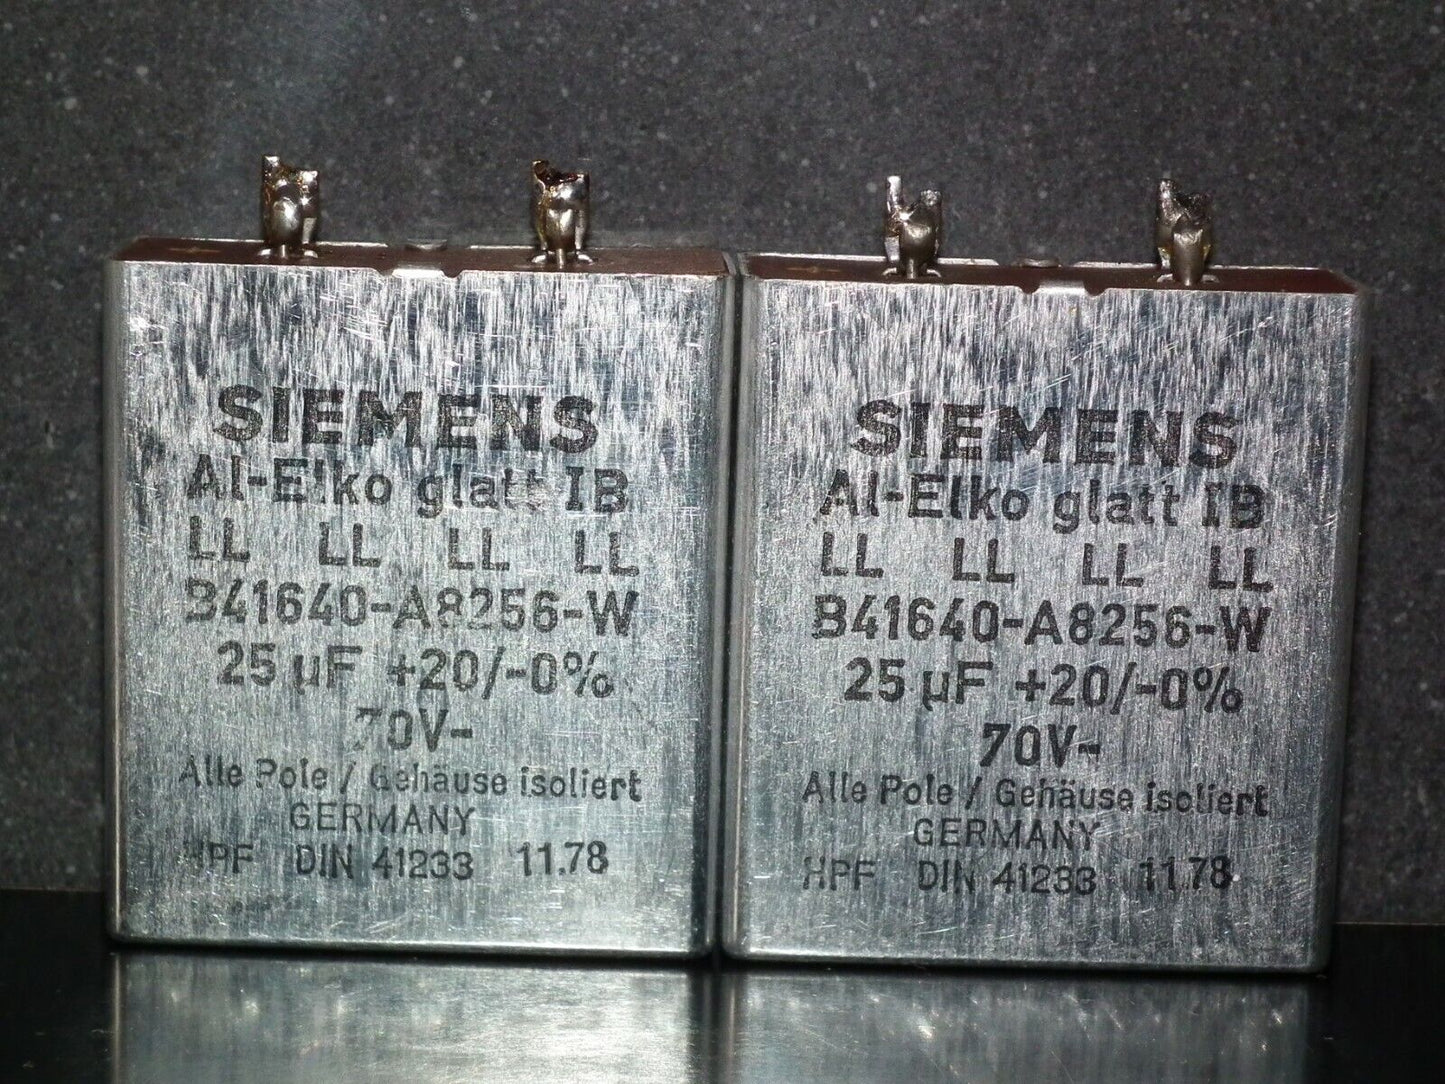 SIEMENS
Al-Elko glatt IB
LL LL LL LL
B41640-A8256-W
25 µF +20/-0%
70V-
Alle Pole / Gehäuse isoliert
GERMANY
HPF DIN 41233 11.78
SIEMENS
Al-Elko glatt IB
LL LL LL LL
B41640-A8256-W
25 µF +20/-0%
70V-
Alle Pole / Gehäuse isoliert
GERMANY
HPF DIN 41233 11.78